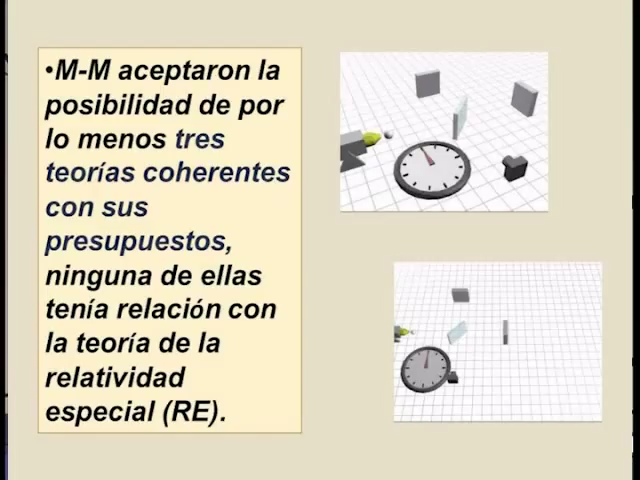 •M-M aceptaron la
posibilidad de por
lo menos tres
teorías coherentes
con sus
presupuestos,
ninguna de ellas
tenía relación con
la teoría de la
relatividad
especial (RE).